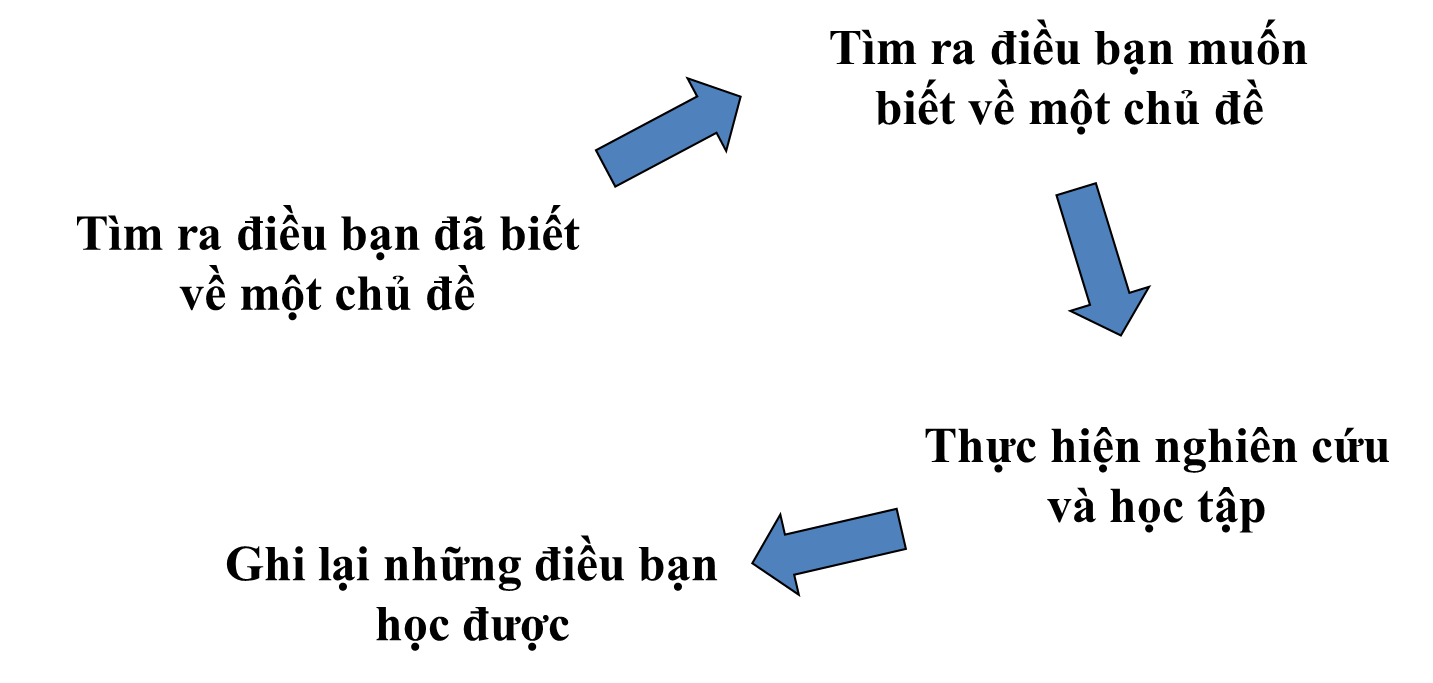 Tìm ra điều bạn muốn
biết về một chủ đề
Tìm ra điều bạn đã biết
về một chủ đề
Thực hiện nghiên cứu
và học tập
Ghi lại những điều bạn
học được